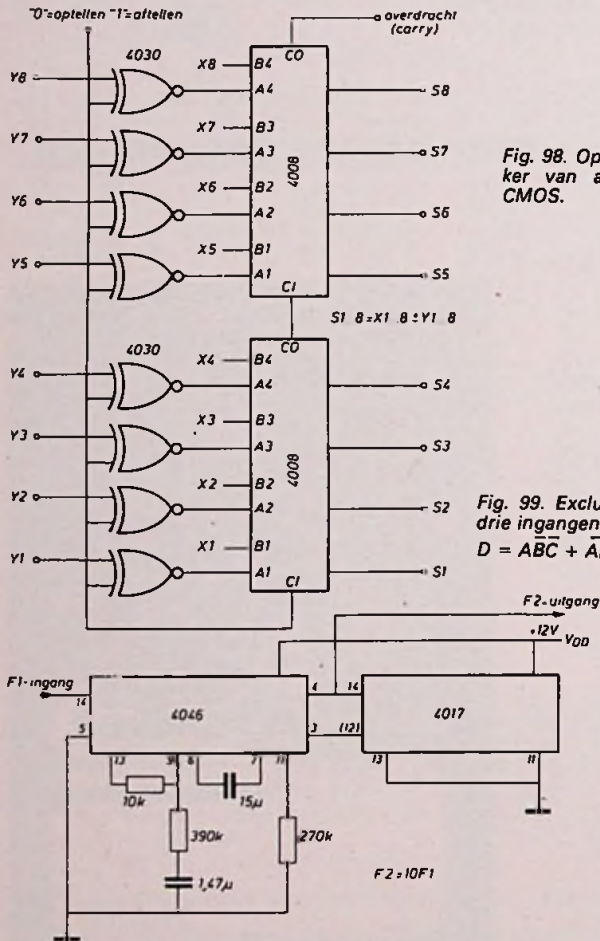 "0"=optellen "1"=aftellen
overdracht
(carry)
4030
CO
Y8
X8
B4
A4
S8
Y7
X7
B3
A3
S7
4008
Y6
X6
B2
A2
S6
Y5
X5
B1
A1
S5
CI
Fig. 98. Op
ker van a
CMOS.
S1 8=X1 8±Y1 8
4030
CO
Y4
X4
B4
A4
S4
Y3
X3
B3
A3
S3
4008
Y2
X2
B2
A2
S2
Y1
X1
B1
A1
S1
CI
Fig. 99. Exclu
drie ingangen
F2-uitgang
+12V
VDD
F1-ingang
14
4046
4
14
4017
5
3
(12)
13
9
6
7
11
13
11
10k
15µ
390k
270k
1,47µ
F2=10F1